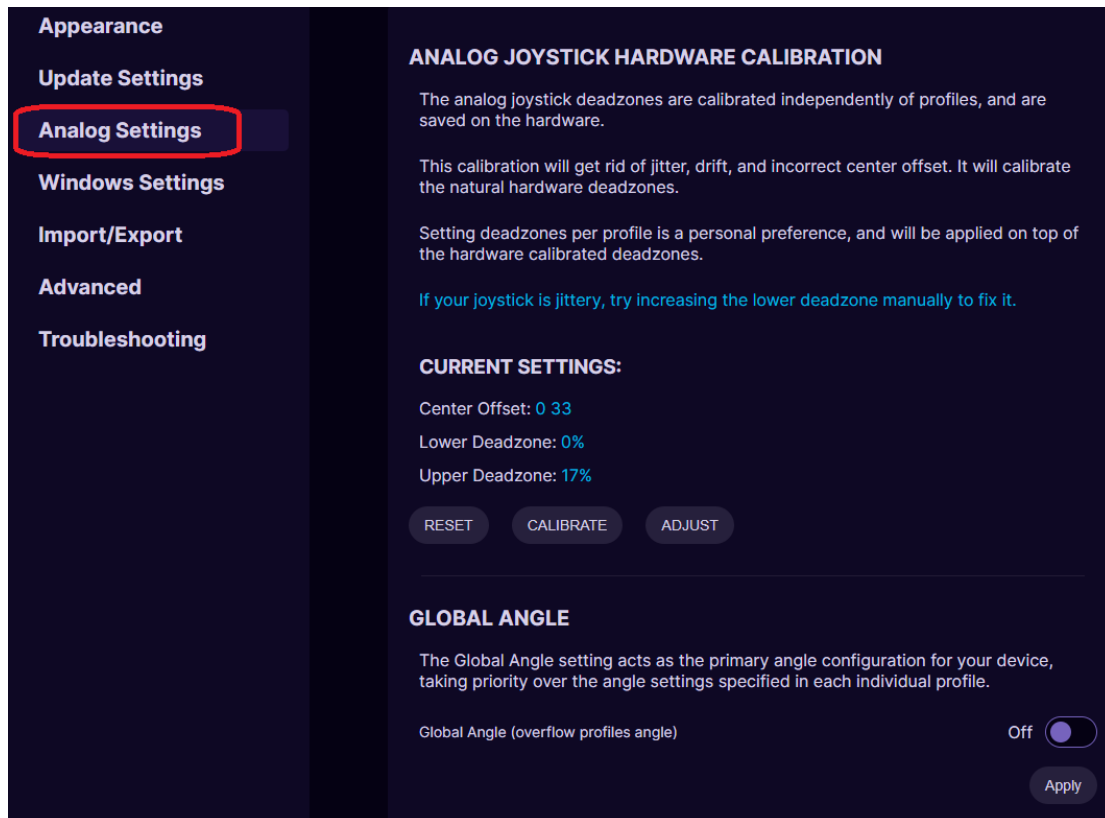 Appearance
Update Settings
Analog Settings
Windows Settings
Import/Export
Advanced
Troubleshooting
ANALOG JOYSTICK HARDWARE CALIBRATION
The analog joystick deadzones are calibrated independently of profiles, and are
saved on the hardware.
This calibration will get rid of jitter, drift, and incorrect center offset. It will calibrate
the natural hardware deadzones.
Setting deadzones per profile is a personal preference, and will be applied on top of
the hardware calibrated deadzones.
If your joystick is jittery, try increasing the lower deadzone manually to fix it.
CURRENT SETTINGS:
Center Offset: 0 33
Lower Deadzone: 0%
Upper Deadzone: 17%
RESET CALIBRATE ADJUST
GLOBAL ANGLE
The Global Angle setting acts as the primary angle configuration for your device,
taking priority over the angle settings specified in each individual profile.
Global Angle (overflow profiles angle) Off
Apply